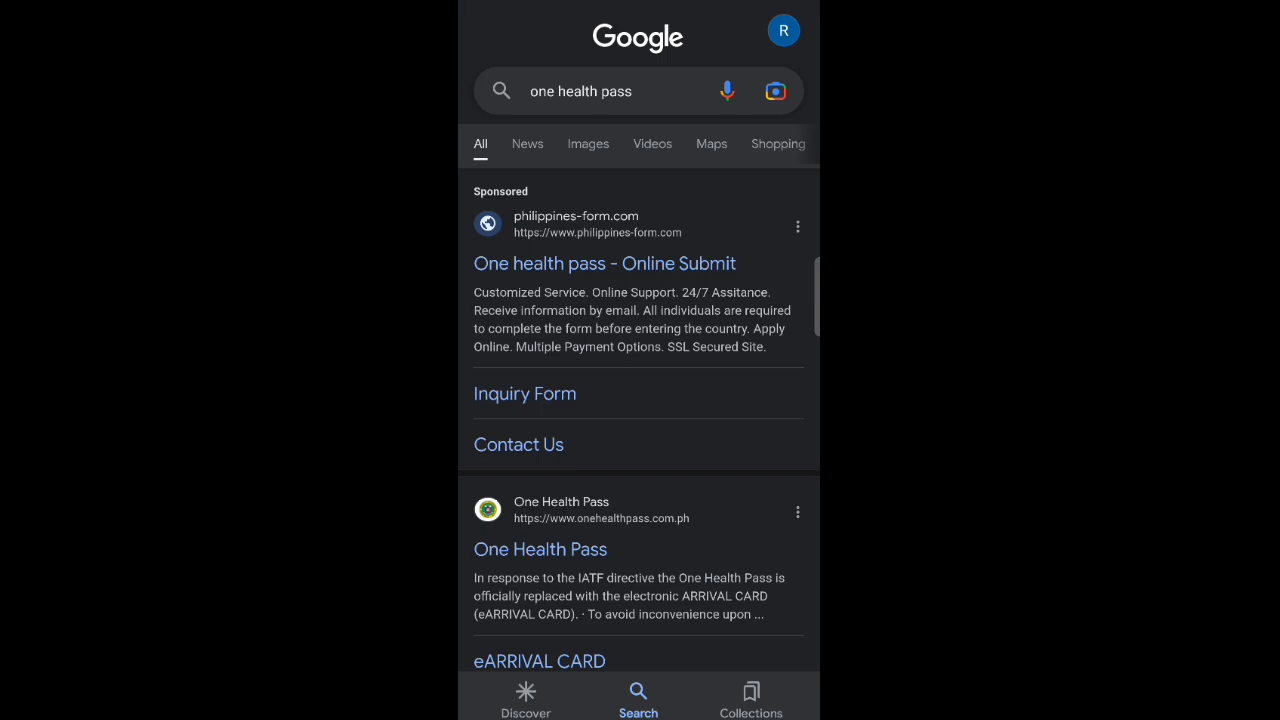 Google
R
one health pass
All News Images Videos Maps Shopping
Sponsored
philippines-form.com
https://www.philippines-form.com
One health pass - Online Submit
Customized Service. Online Support. 24/7 Assitance.
Receive information by email. All individuals are required
to complete the form before entering the country. Apply
Online. Multiple Payment Options. SSL Secured Site.
Inquiry Form
Contact Us
One Health Pass
https://www.onehealthpass.com.ph
One Health Pass
In response to the IATF directive the One Health Pass is
officially replaced with the electronic ARRIVAL CARD
(eARRIVAL CARD). · To avoid inconvenience upon ...
eARRIVAL CARD
Discover Search Collections